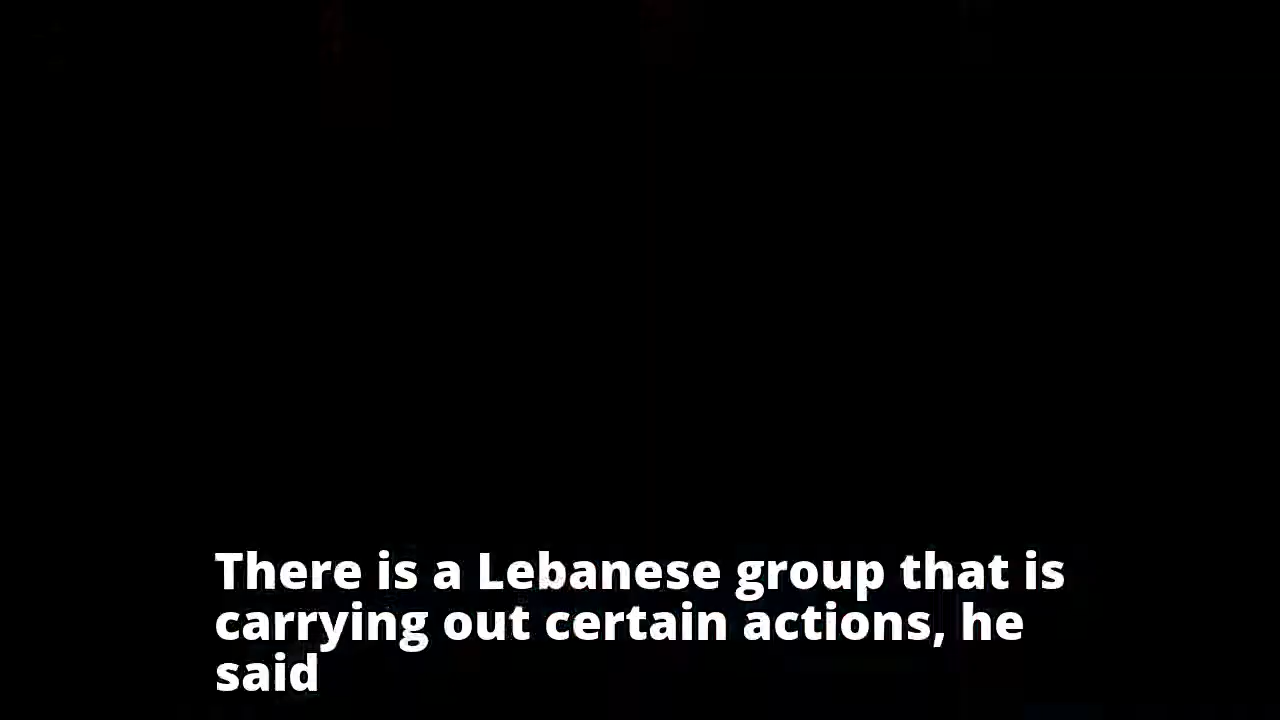 There is a Lebanese group that is
carrying out certain actions, he
said